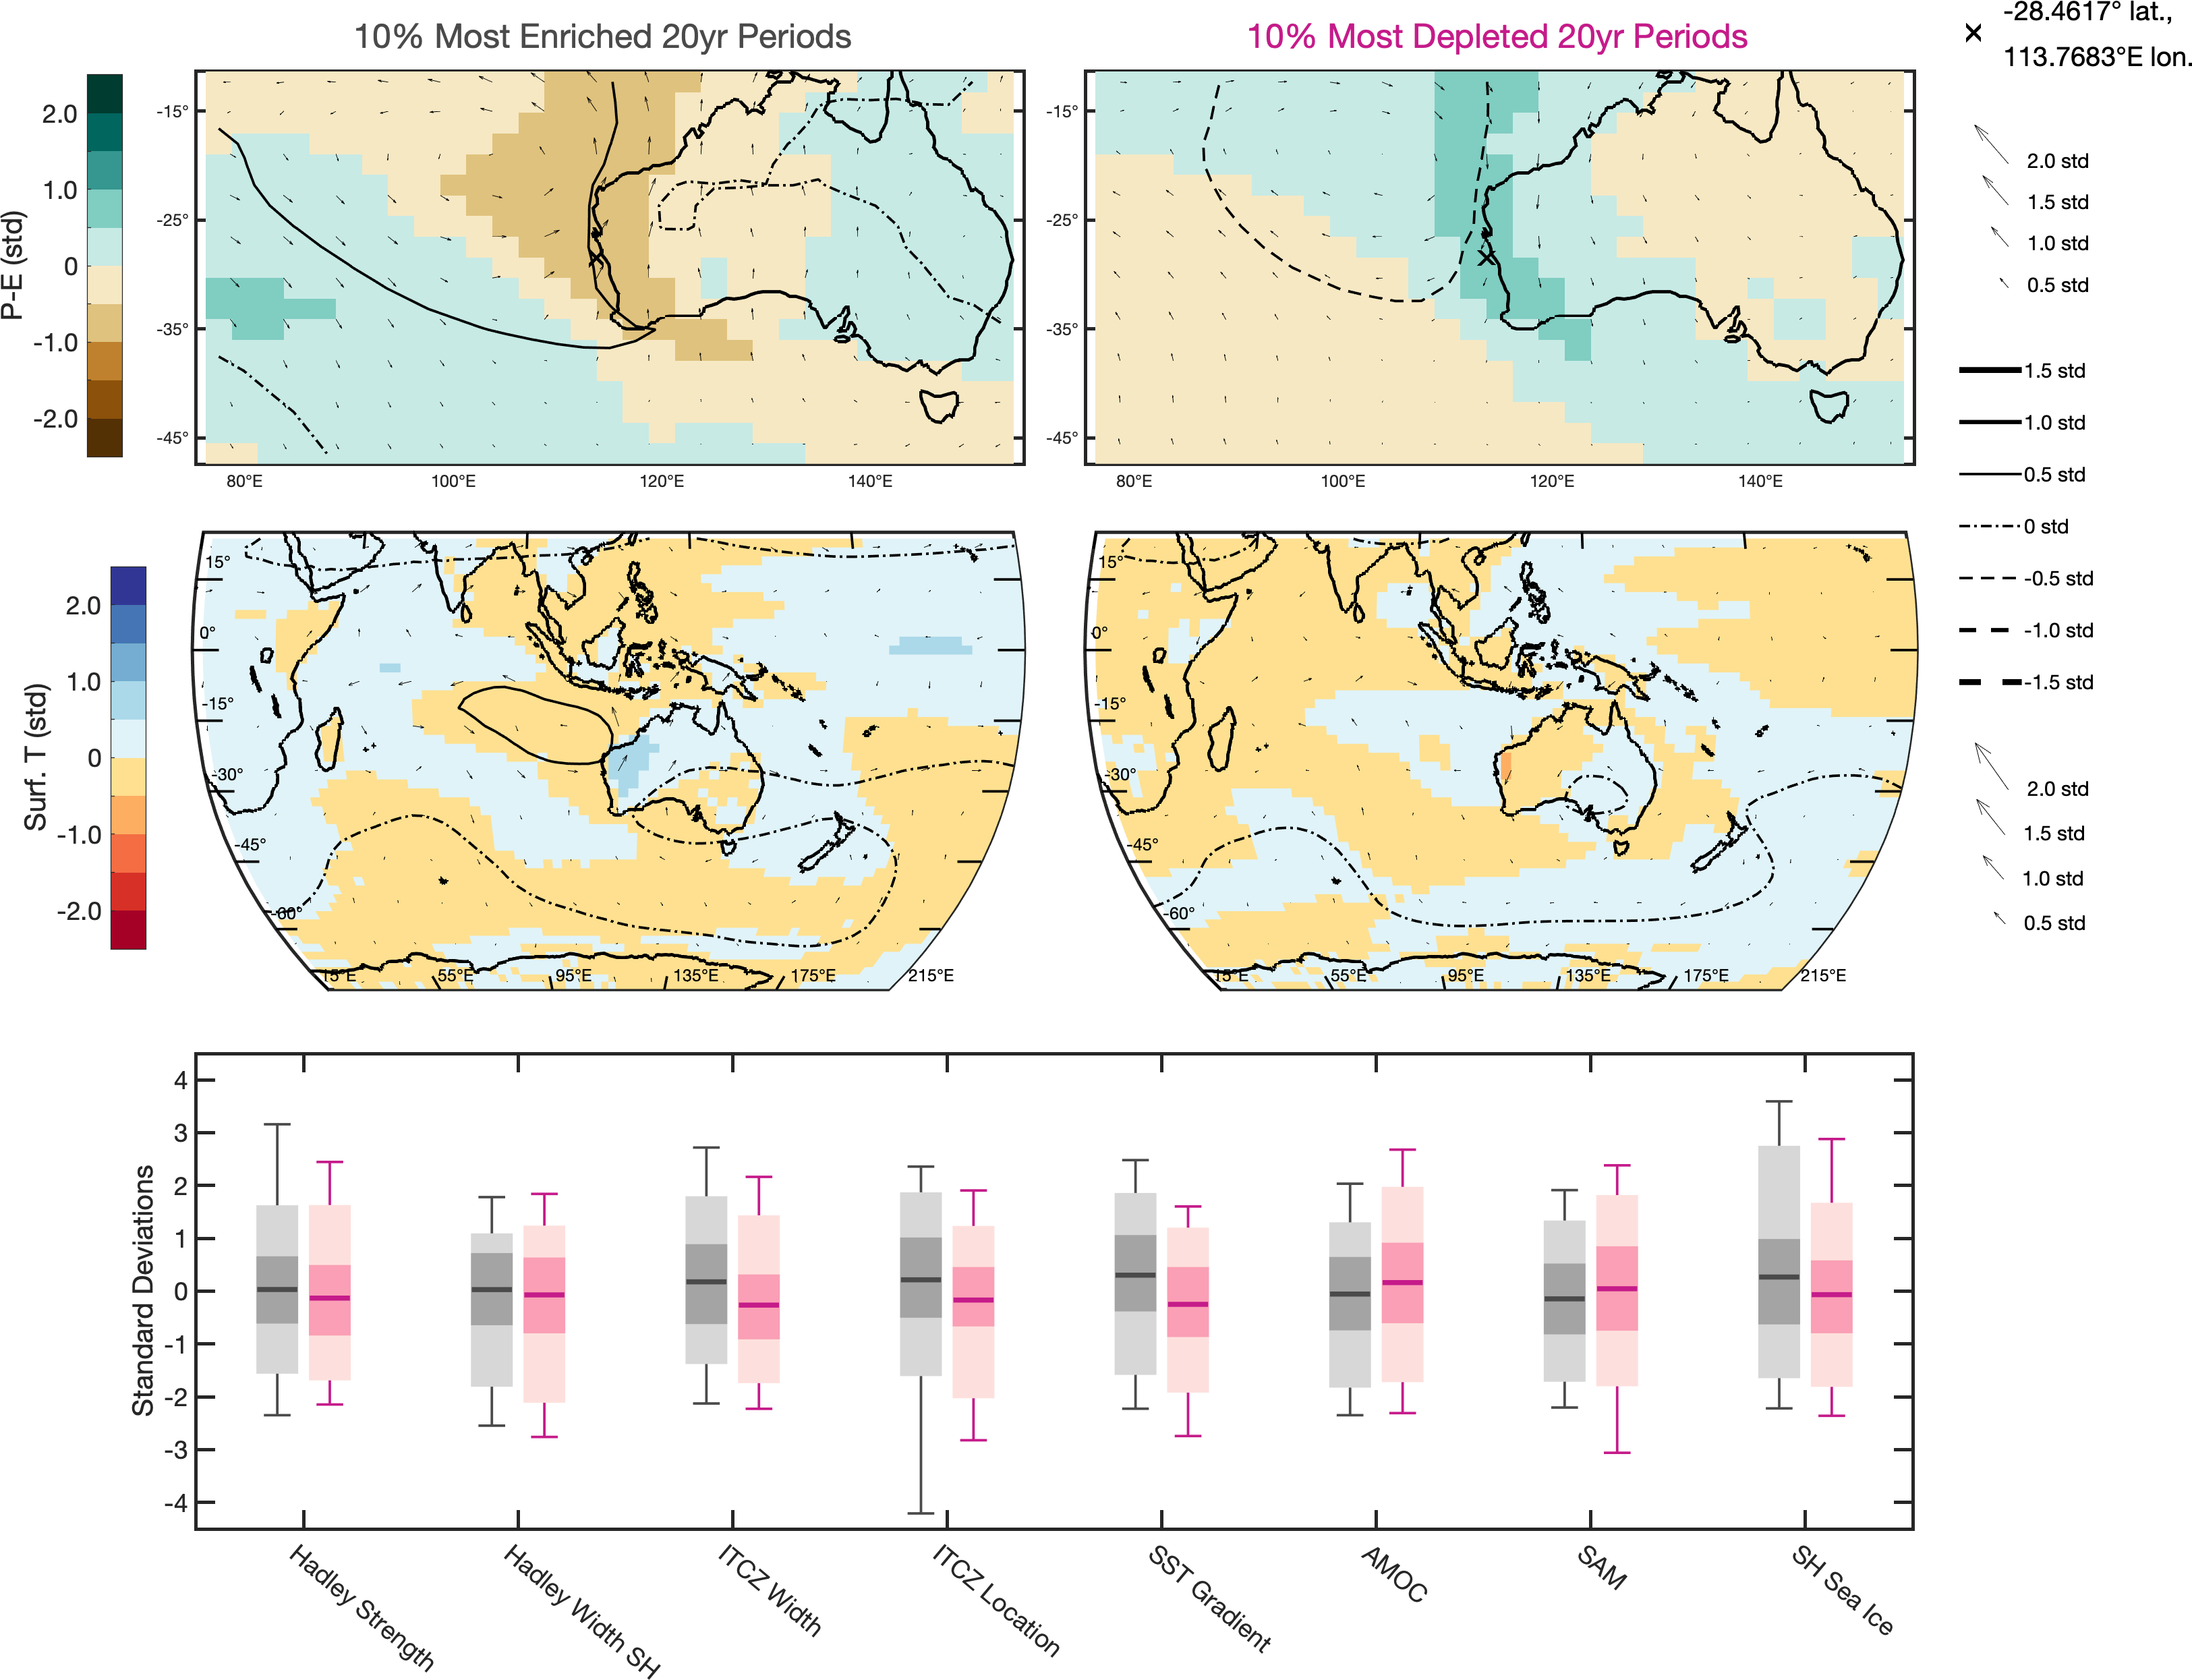 10% Most Enriched 20yr Periods
10% Most Depleted 20yr Periods
-28.4617° lat.,
113.7683°E lon.
P-E (std)
2.0
1.0
0
-1.0
-2.0
-15°
-25°
-35°
-45°
80°E
100°E
120°E
140°E
-15°
-25°
-35°
-45°
80°E
100°E
120°E
140°E
2.0 std
1.5 std
1.0 std
0.5 std
1.5 std
1.0 std
0.5 std
0 std
-0.5 std
-1.0 std
-1.5 std
Surf. T (std)
2.0
1.0
0
-1.0
-2.0
15°
0°
-15°
-30°
-45°
-60°
15°E
55°E
95°E
135°E
175°E
215°E
15°
0°
-15°
-30°
-45°
-60°
15°E
55°E
95°E
135°E
175°E
215°E
2.0 std
1.5 std
1.0 std
0.5 std
Standard Deviations
4
3
2
1
0
-1
-2
-3
-4
Hadley Strength
Hadley Width SH
ITCZ Width
ITCZ Location
SST Gradient
AMOC
SAM
SH Sea Ice